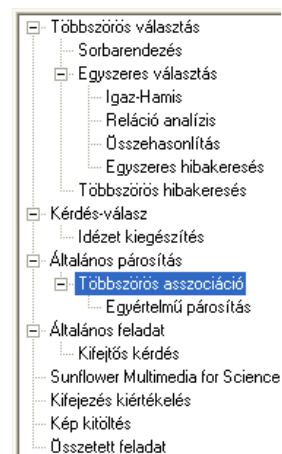 Többszörös választás
Sorbarendezés
Egyszeres választás
Igaz-Hamis
Reláció analízis
Összehasonlítás
Egyszeres hibakeresés
Többszörös hibakeresés
Kérdés-válasz
Idézet kiegészítés
Általános párosítás
Többszörös asszociáció
Egyértelmű párosítás
Általános feladat
Kifejtős kérdés
Sunflower Multimedia for Science
Kifejezés kiértékelés
Kép kitöltés
Összetett feladat